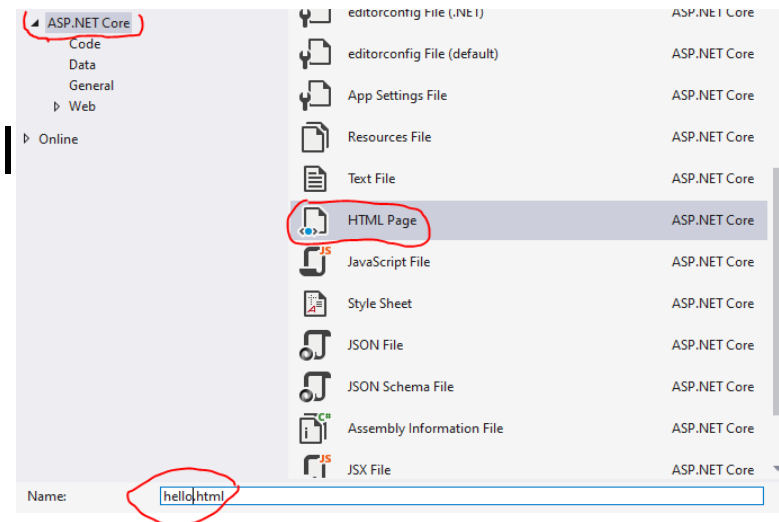 ASP.NET Core
Code
Data
General
Web
Online
editorconfig File (.NET) ASP.NET Core
editorconfig File (default) ASP.NET Core
App Settings File ASP.NET Core
Resources File ASP.NET Core
Text File ASP.NET Core
HTML Page ASP.NET Core
JS JavaScript File ASP.NET Core
Style Sheet ASP.NET Core
JSON File ASP.NET Core
JSON Schema File ASP.NET Core
C# Assembly Information File ASP.NET Core
JS JSX File ASP.NET Core
Name: hello.html